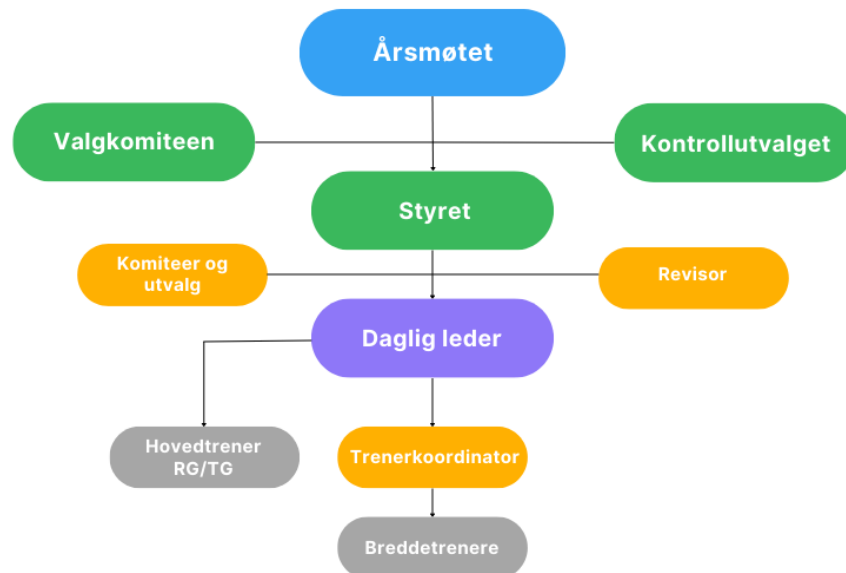 Årsmøtet
Valgkomiteen
Kontrollutvalget
Styret
Komiteer og
utvalg
Revisor
Daglig leder
Hovedtrener
RG/TG
Trenerkoordinator
Breddetrenere